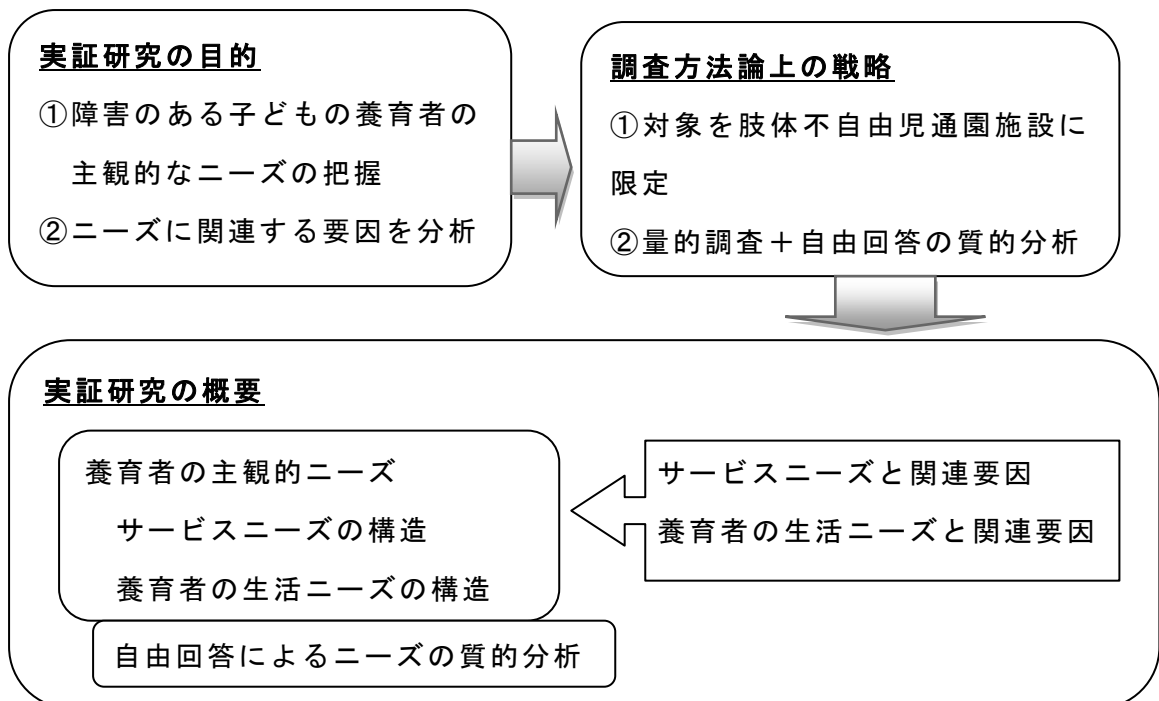 実証研究の目的
①障害のある子どもの養育者の
主観的なニーズの把握
②ニーズに関連する要因を分析
調査方法論上の戦略
①対象を肢体不自由児通園施設に
限定
②量的調査＋自由回答の質的分析
実証研究の概要
養育者の主観的ニーズ
サービスニーズの構造
養育者の生活ニーズの構造
自由回答によるニーズの質的分析
サービスニーズと関連要因
養育者の生活ニーズと関連要因